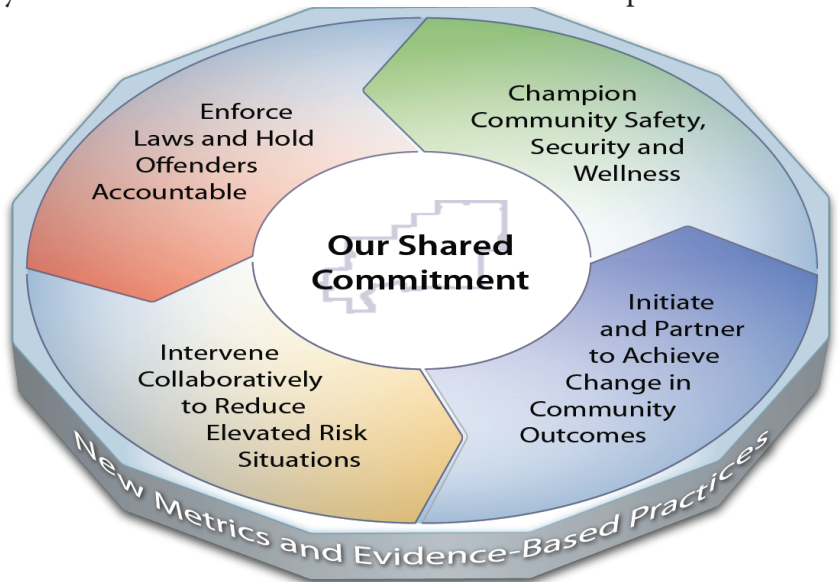 Enforce
Laws and Hold
Offenders
Accountable
Champion
Community Safety,
Security and
Wellness
Our Shared
Commitment
Initiate
and Partner
to Achieve
Change in
Community
Outcomes
Intervene
Collaboratively
to Reduce
Elevated Risk
Situations
New Metrics and Evidence-Based Practices